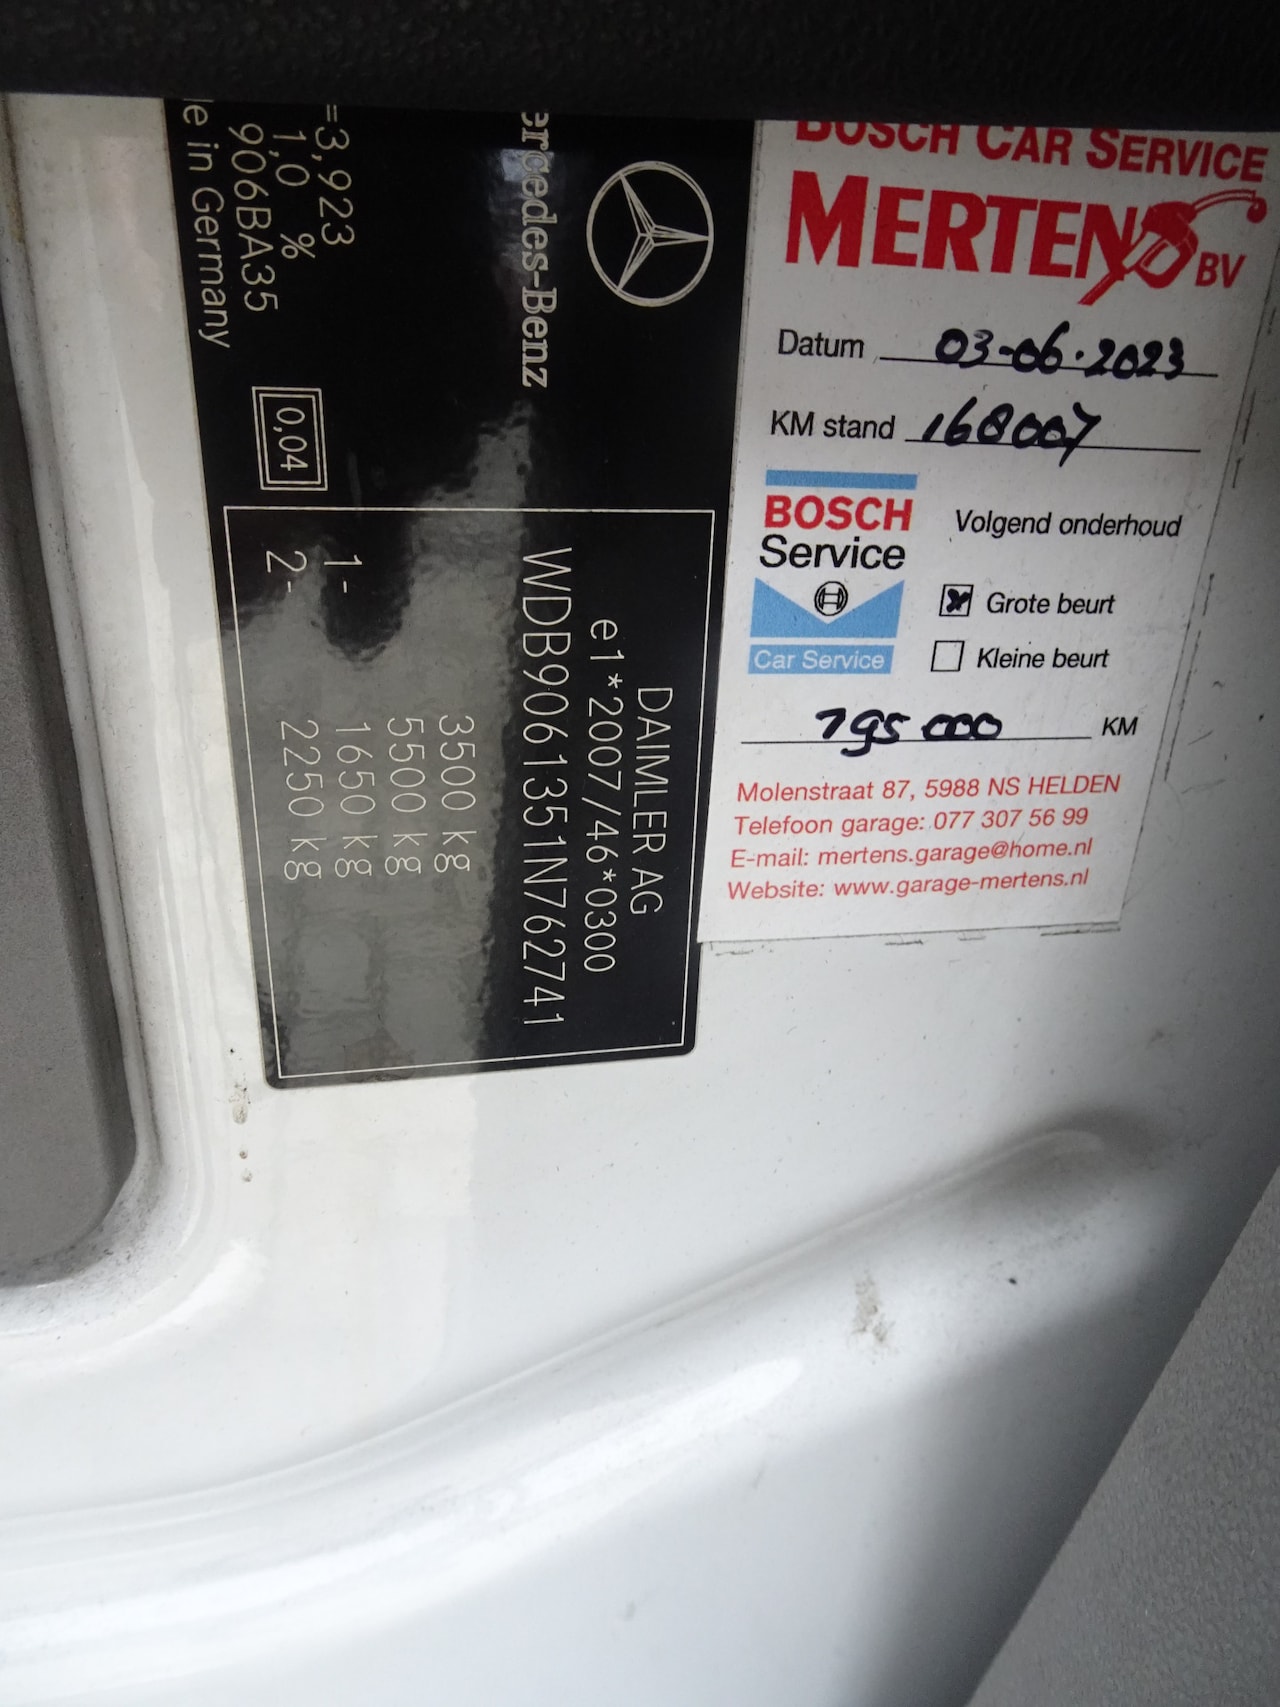 DAIMLER AG
e1*2007/46*0300
WDB9061351N762741
3500 kg
5500 kg
1- 1650 kg
2- 2250 kg
ercedes-Benz
=3,923
1,0 %
906BA35
0,04
de in Germany
BOSCH CAR SERVICE
MERTENS BV
Datum 03-06-2023
KM stand 168007
BOSCH
Service
Car Service
Volgend onderhoud
Grote beurt
Kleine beurt
195000 KM
Molenstraat 87, 5988 NS HELDEN
Telefoon garage: 077 307 56 99
E-mail: mertens.garage@home.nl
Website: www.garage-mertens.nl